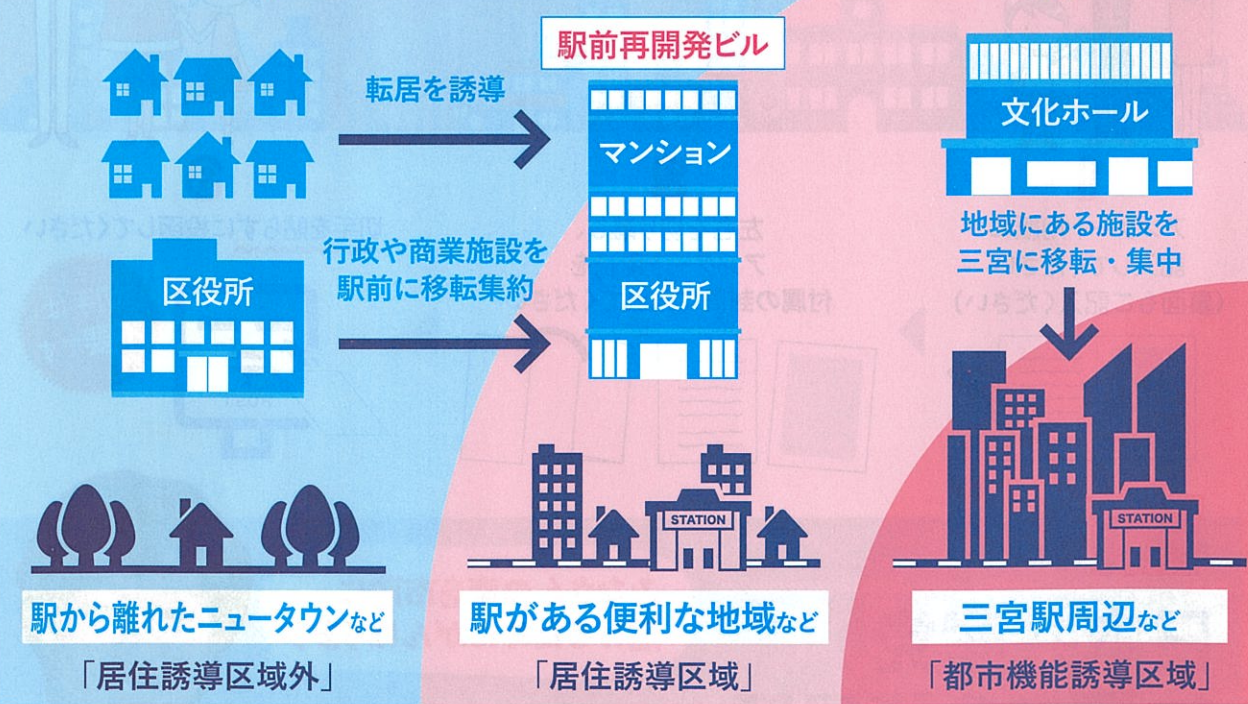 駅前再開発ビル
転居を誘導
マンション
行政や商業施設を
駅前に移転集約
区役所
区役所
文化ホール
地域にある施設を
三宮に移転・集中
STATION
STATION
駅から離れたニュータウンなど
「居住誘導区域外」
駅がある便利な地域など
「居住誘導区域」
三宮駅周辺など
「都市機能誘導区域」